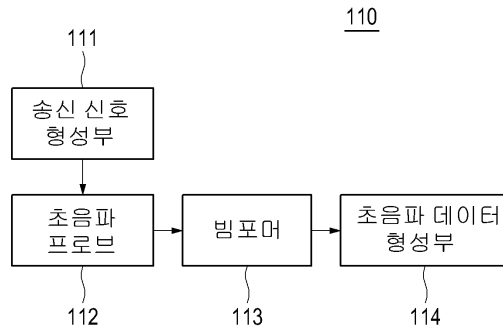 110
111
송신 신호
형성부
초음파
프로브
빔포머
초음파 데이터
형성부
112
113
114